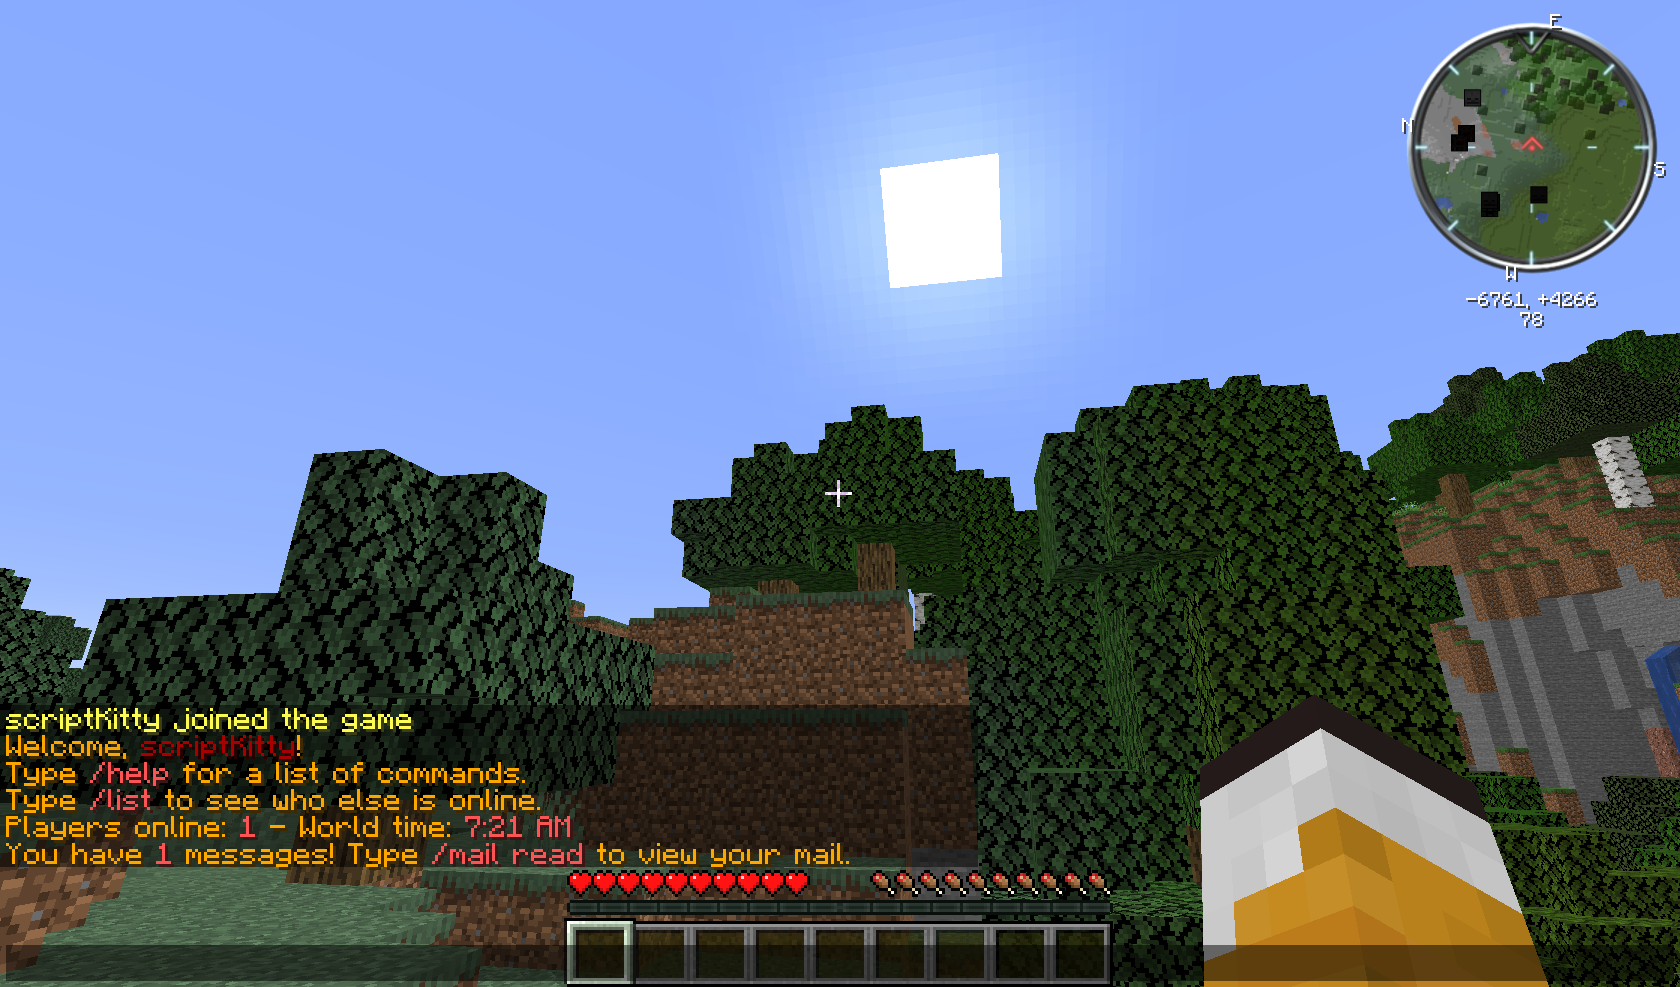 E
N
S
W
-6761, +4266
78
scriptKitty joined the game
Welcome, scriptKitty!
Type /help for a list of commands.
Type /list to see who else is online.
Players online: 1 - World time: 7:21 AM
You have 1 messages! Type /mail read to view your mail.